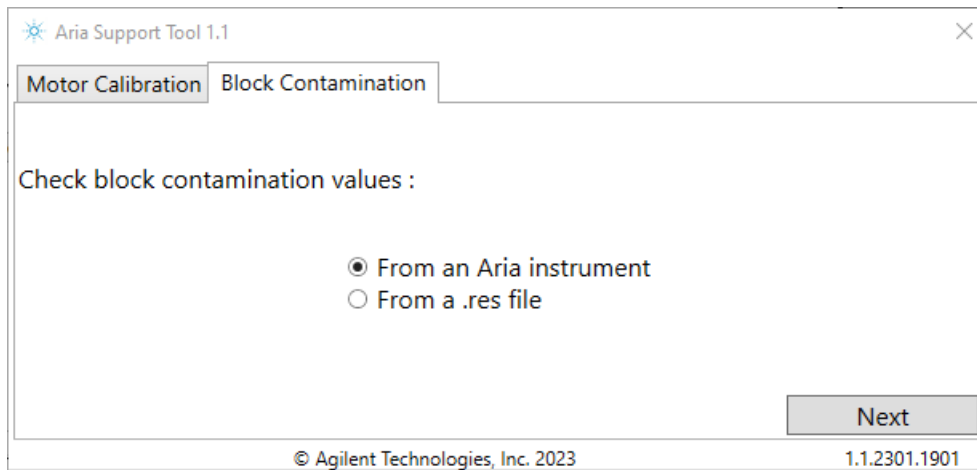 Aria Support Tool 1.1
Motor Calibration Block Contamination
Check block contamination values :
From an Aria instrument
From a .res file
Next
© Agilent Technologies, Inc. 2023 1.1.2301.1901